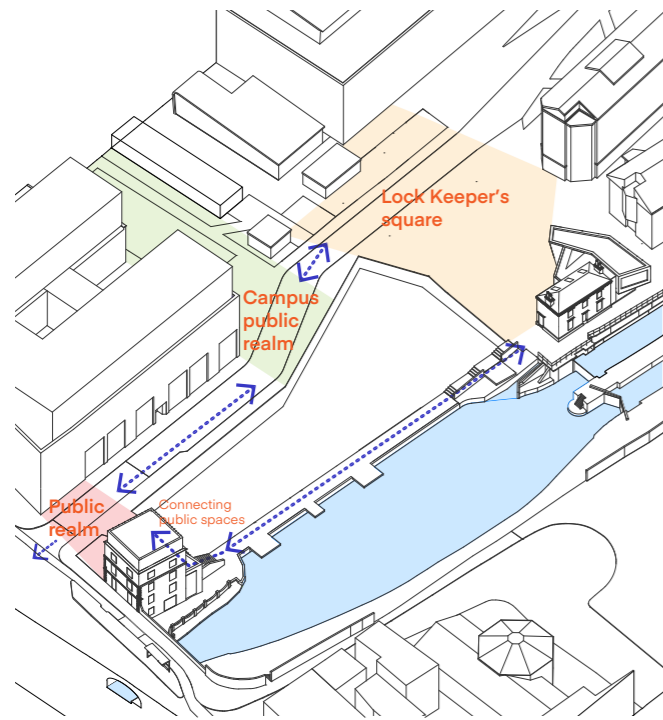 Lock Keeper's
square
Campus
public
realm
Public
realm
Connecting
public spaces